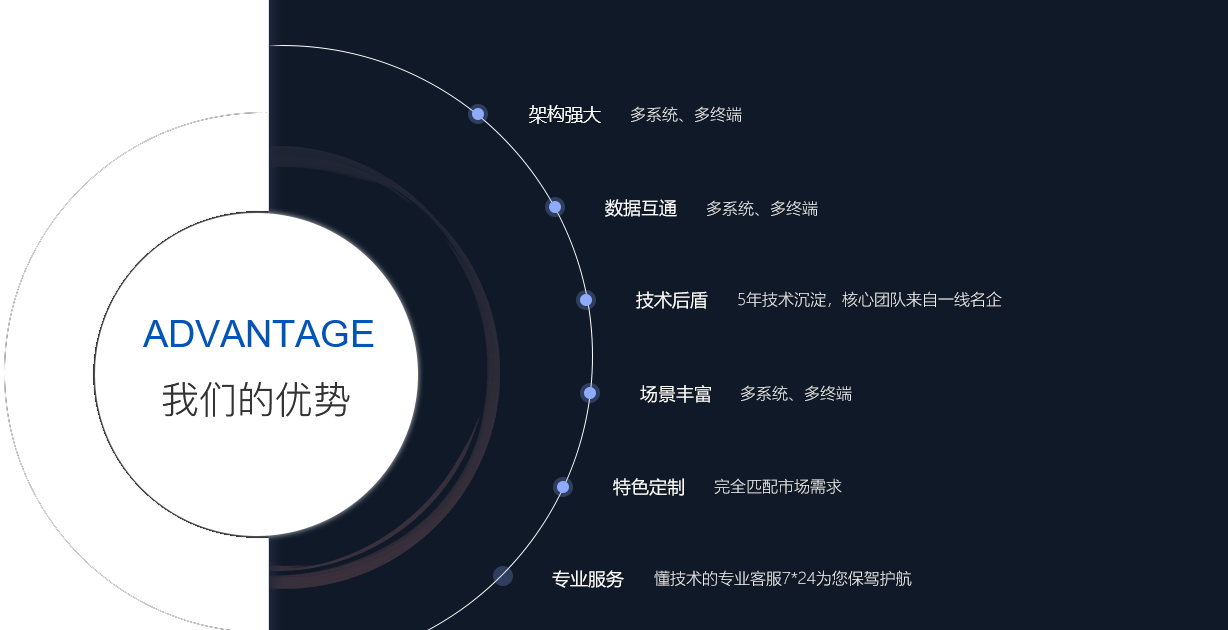 ADVANTAGE
我们的优势
架构强大 多系统、多终端
数据互通 多系统、多终端
技术后盾 5年技术沉淀，核心团队来自一线名企
场景丰富 多系统、多终端
特色定制 完全匹配市场需求
专业服务 懂技术的专业客服7*24为您保驾护航